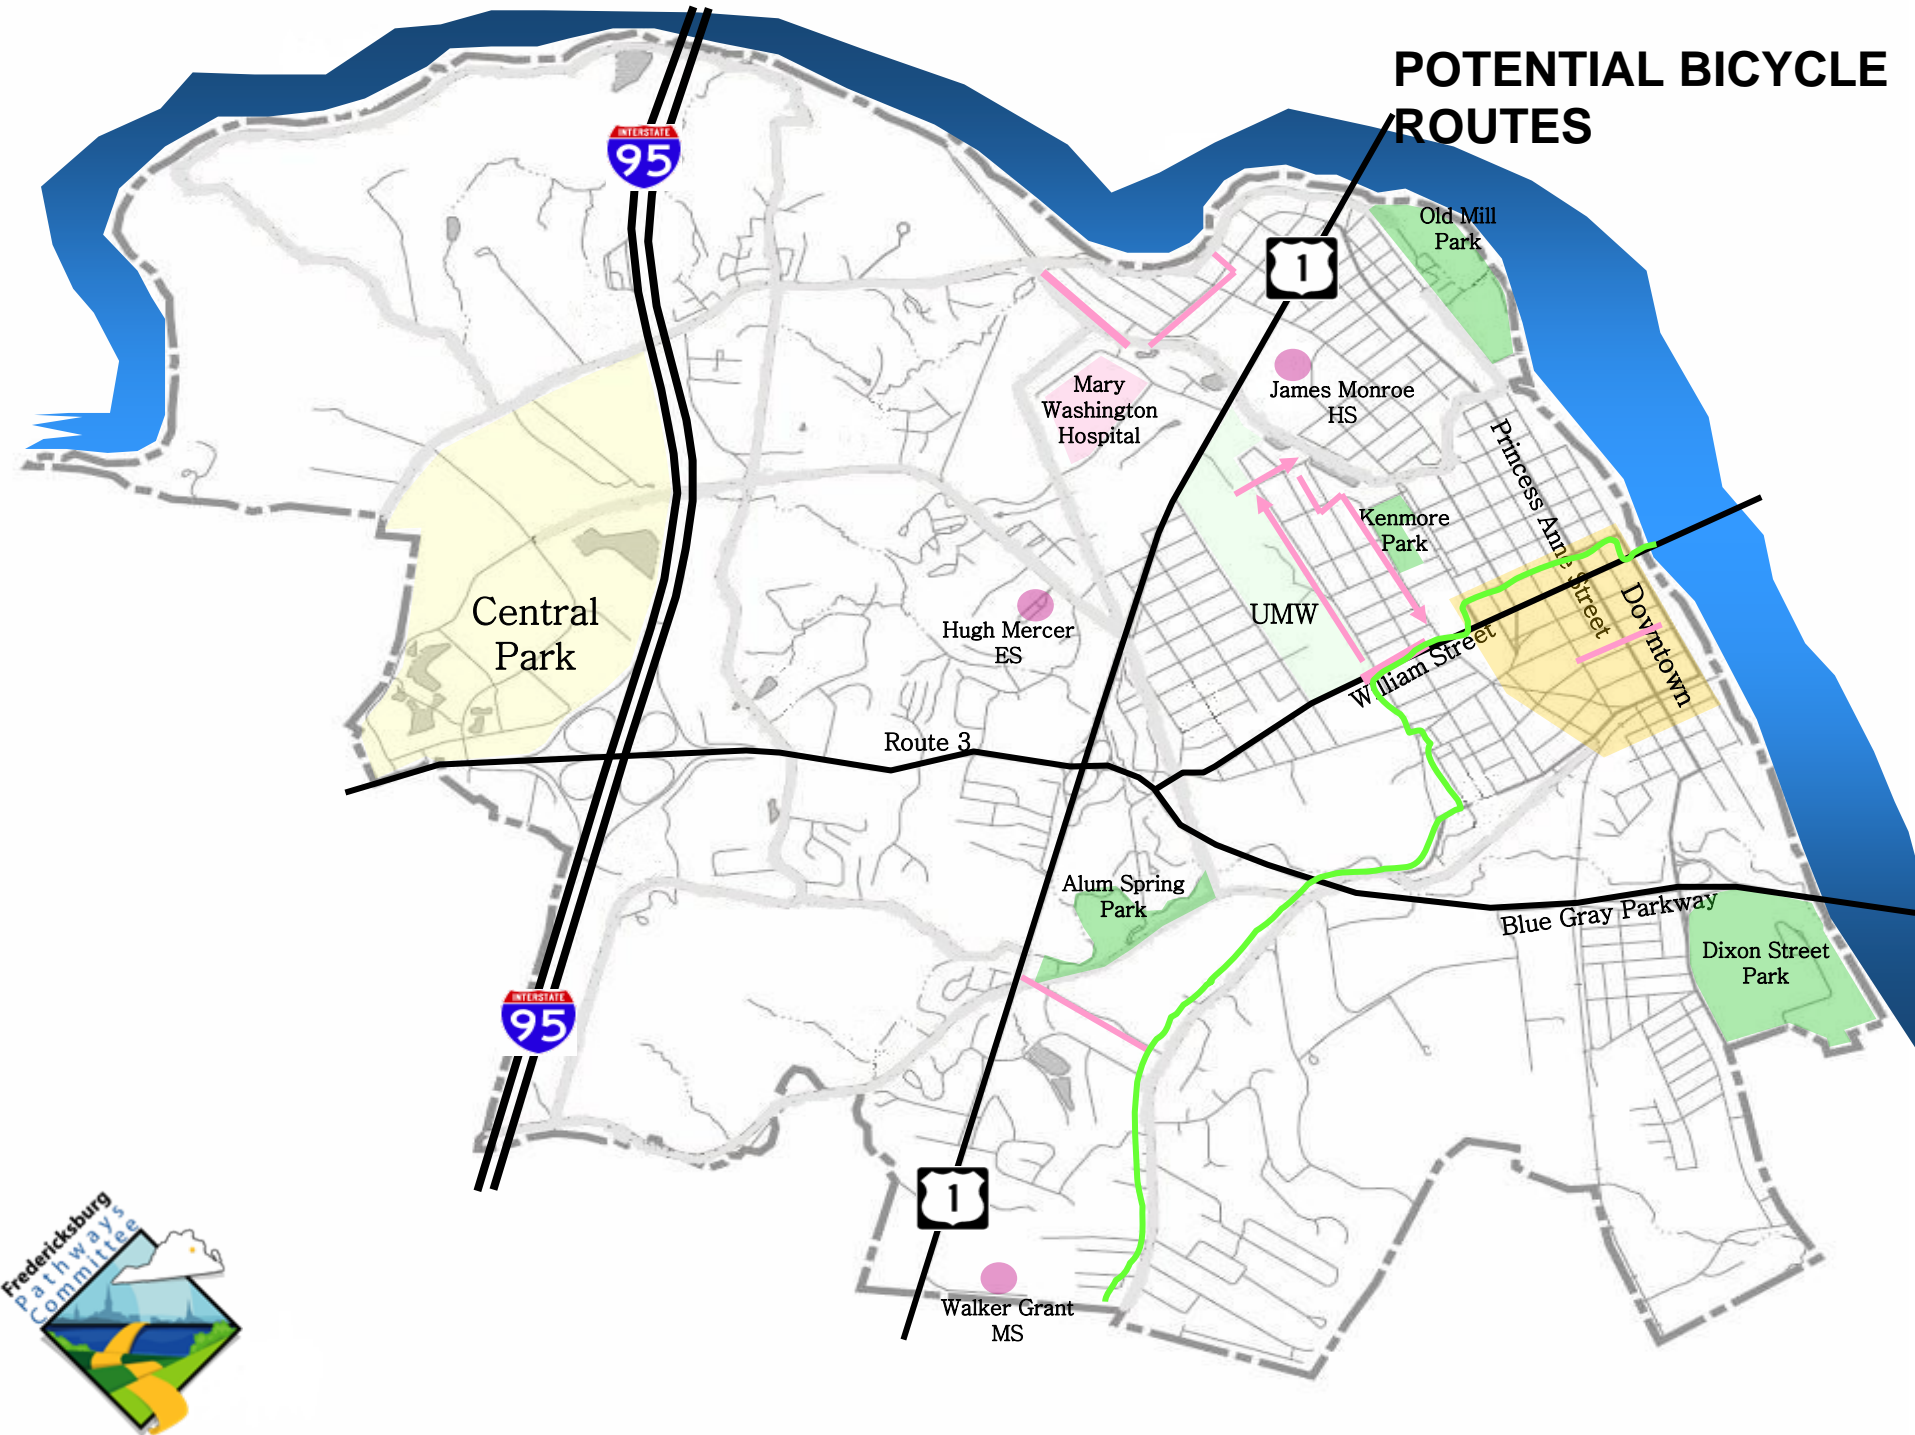 POTENTIAL BICYCLE
ROUTES
INTERSTATE
95
Old Mill
Park
1
James Monroe
HS
Mary
Washington
Hospital
Princess Anne Street
Kenmore
Park
Central
Park
Hugh Mercer
ES
UMW
Downtown
William Street
Route 3
Alum Spring
Park
Blue Gray Parkway
Dixon Street
Park
INTERSTATE
95
1
Walker Grant
MS
Fredericksburg
Pathways
Committee